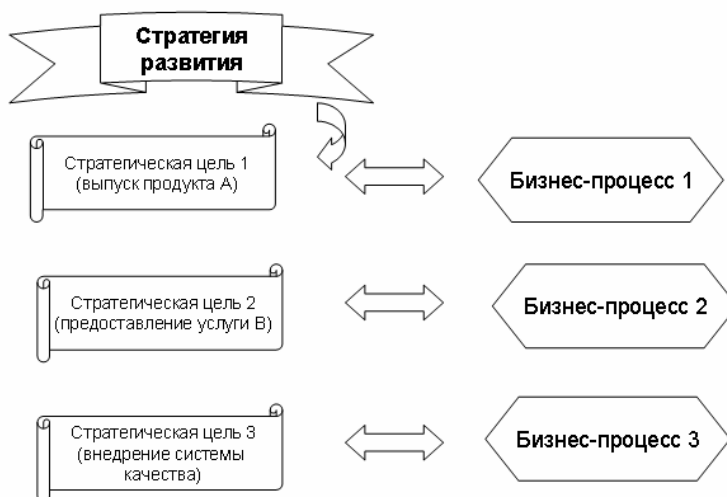 Стратегия
развития
Стратегическая цель 1
(выпуск продукта А)
Бизнес-процесс 1
Стратегическая цель 2
(предоставление услуги В)
Бизнес-процесс 2
Стратегическая цель 3
(внедрение системы
качества)
Бизнес-процесс 3